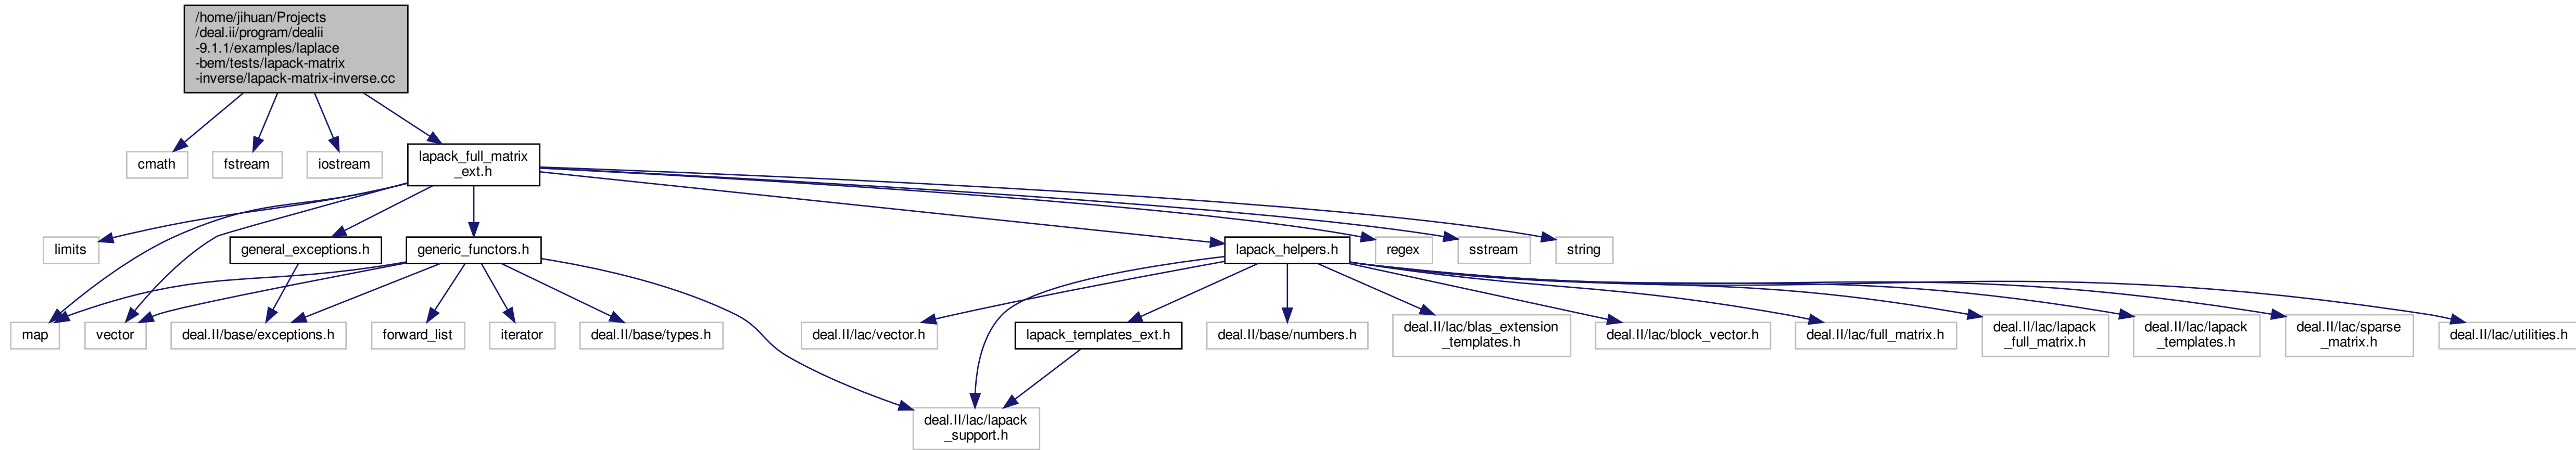 /home/jihuan/Projects
/deal.ii/program/dealii
-9.1.1/examples/laplace
-bem/tests/lapack-matrix
-inverse/lapack-matrix-inverse.cc
cmath
fstream
iostream
lapack_full_matrix
_ext.h
limits
general_exceptions.h
generic_functors.h
lapack_helpers.h
regex
sstream
string
map
vector
deal.II/base/exceptions.h
forward_list
iterator
deal.II/base/types.h
deal.II/lac/vector.h
lapack_templates_ext.h
deal.II/base/numbers.h
deal.II/lac/blas_extension
_templates.h
deal.II/lac/block_vector.h
deal.II/lac/full_matrix.h
deal.II/lac/lapack
_full_matrix.h
deal.II/lac/lapack
_templates.h
deal.II/lac/sparse
_matrix.h
deal.II/lac/utilities.h
deal.II/lac/lapack
_support.h